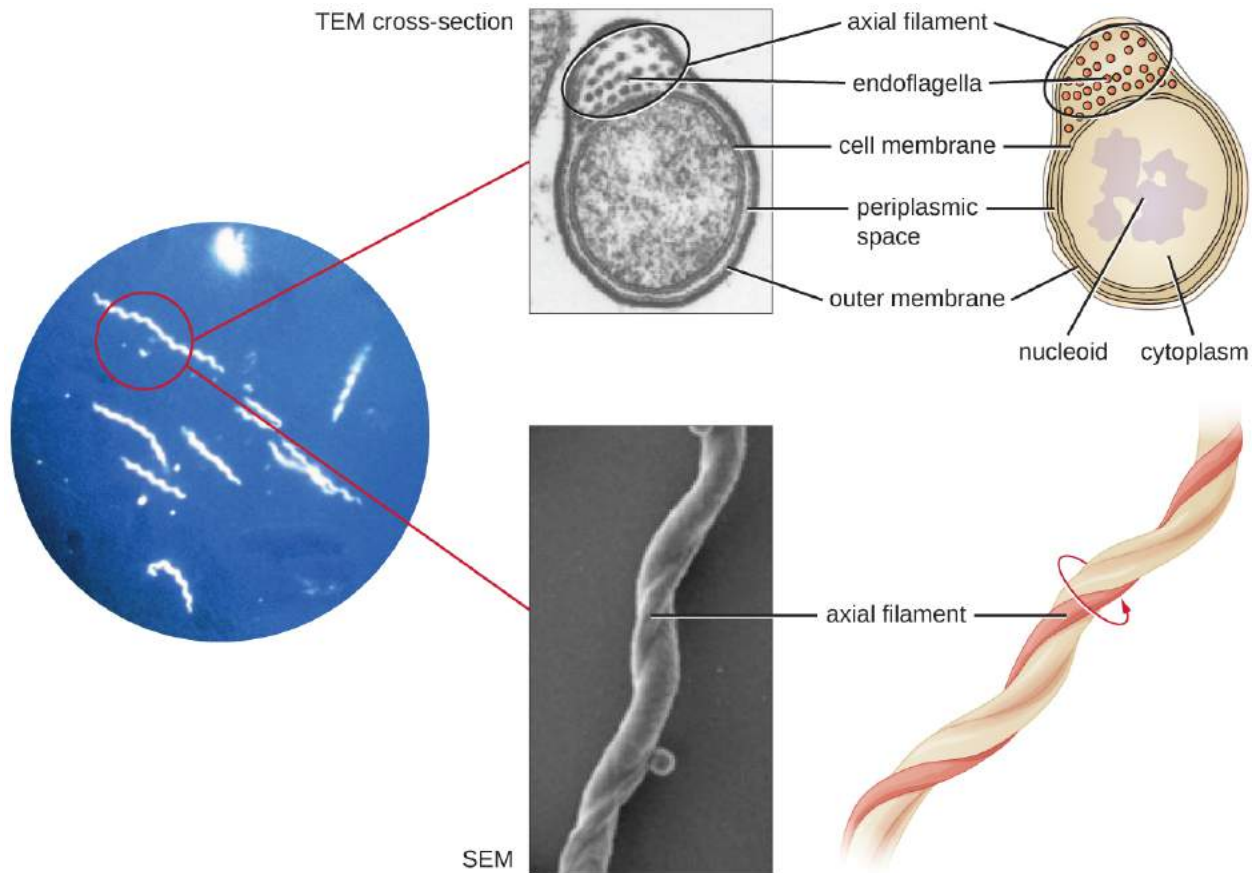 TEM cross-section
axial filament
endoflagella
cell membrane
periplasmic
space
outer membrane
nucleoid
cytoplasm
axial filament
SEM